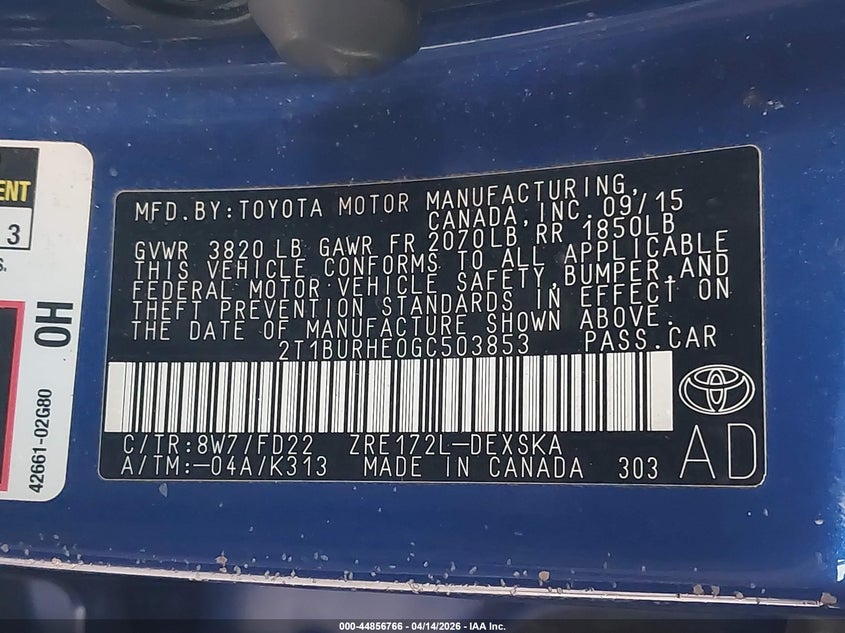 ENT
3
S.
OH
42661-02G80
MFD.BY:TOYOTA MOTOR MANUFACTURING,
CANADA,INC. 09/15
GVWR 3820 LB GAWR FR 2070LB RR 1850LB
THIS VEHICLE CONFORMS TO ALL APPLICABLE
FEDERAL MOTOR VEHICLE SAFETY,BUMPER,AND
THEFT PREVENTION STANDARDS IN EFFECT ON
THE DATE OF MANUFACTURE SHOWN ABOVE.
2T1BURHE0GC503853 PASS.CAR
C/TR:8W7/FD22 ZRE172L-DEXSKA
A/TM:-04A/K313 MADE IN CANADA 303
AD
000-44856766 - 04/14/2026 - IAA Inc.